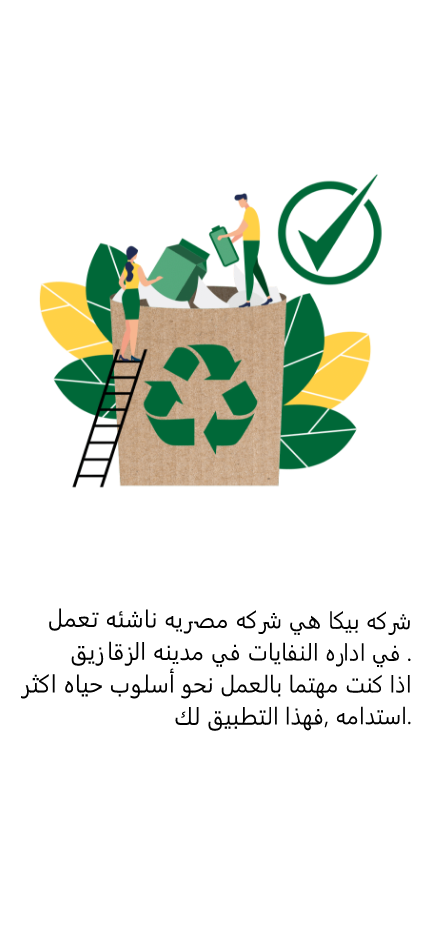 شركه بيكا هي شركه مصريه ناشئه تعمل
. في اداره النفايات في مدينه الزقازيق
اذا كنت مهتما بالعمل نحو أسلوب حياه اكثر
.استدامه ,فهذا التطبيق لك